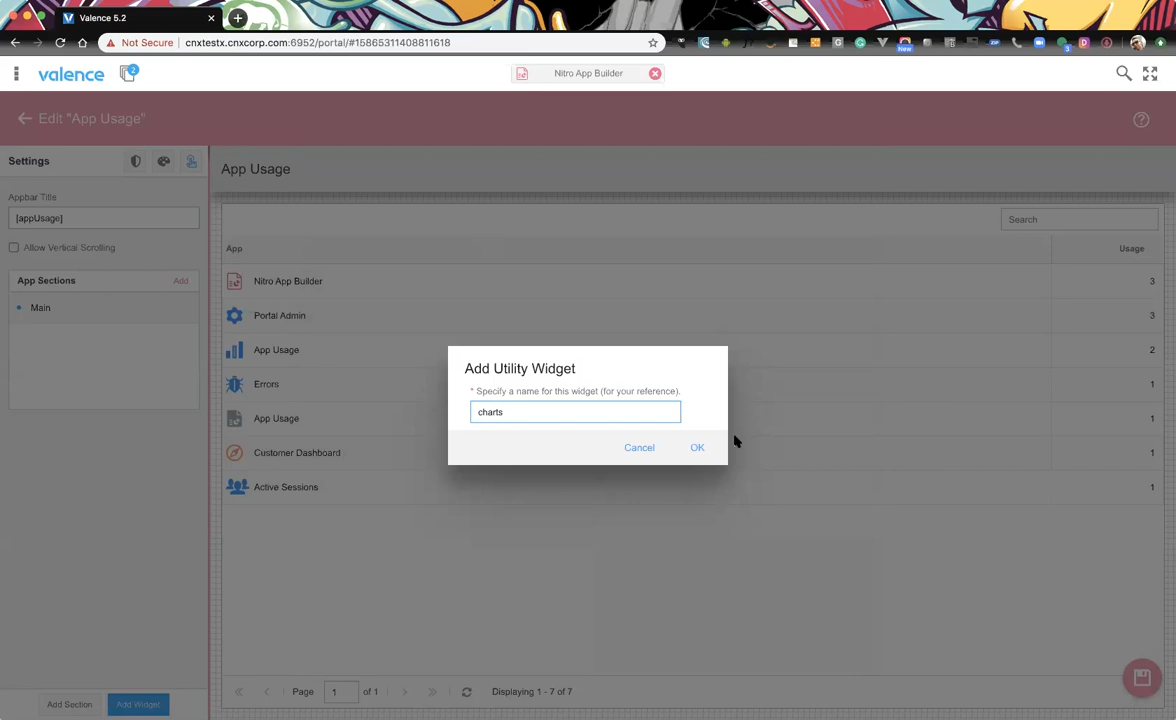 Valence 5.2
Not Secure cnxtestx.cnxcorp.com:6952/portal/#15865311408811618
New 3
valence 2 Nitro App Builder
Edit "App Usage"
Settings
App Usage
Appbar Title
[appUsage]
Search
Allow Vertical Scrolling
App Usage
App Sections Add
Nitro App Builder 3
Main
Portal Admin 3
App Usage 2
Add Utility Widget
* Specify a name for this widget (for your reference).
Errors 1
charts
App Usage 1
Cancel OK
Customer Dashboard 1
Active Sessions 1
Page 1 of 1 Displaying 1 - 7 of 7
Add Section Add Widget